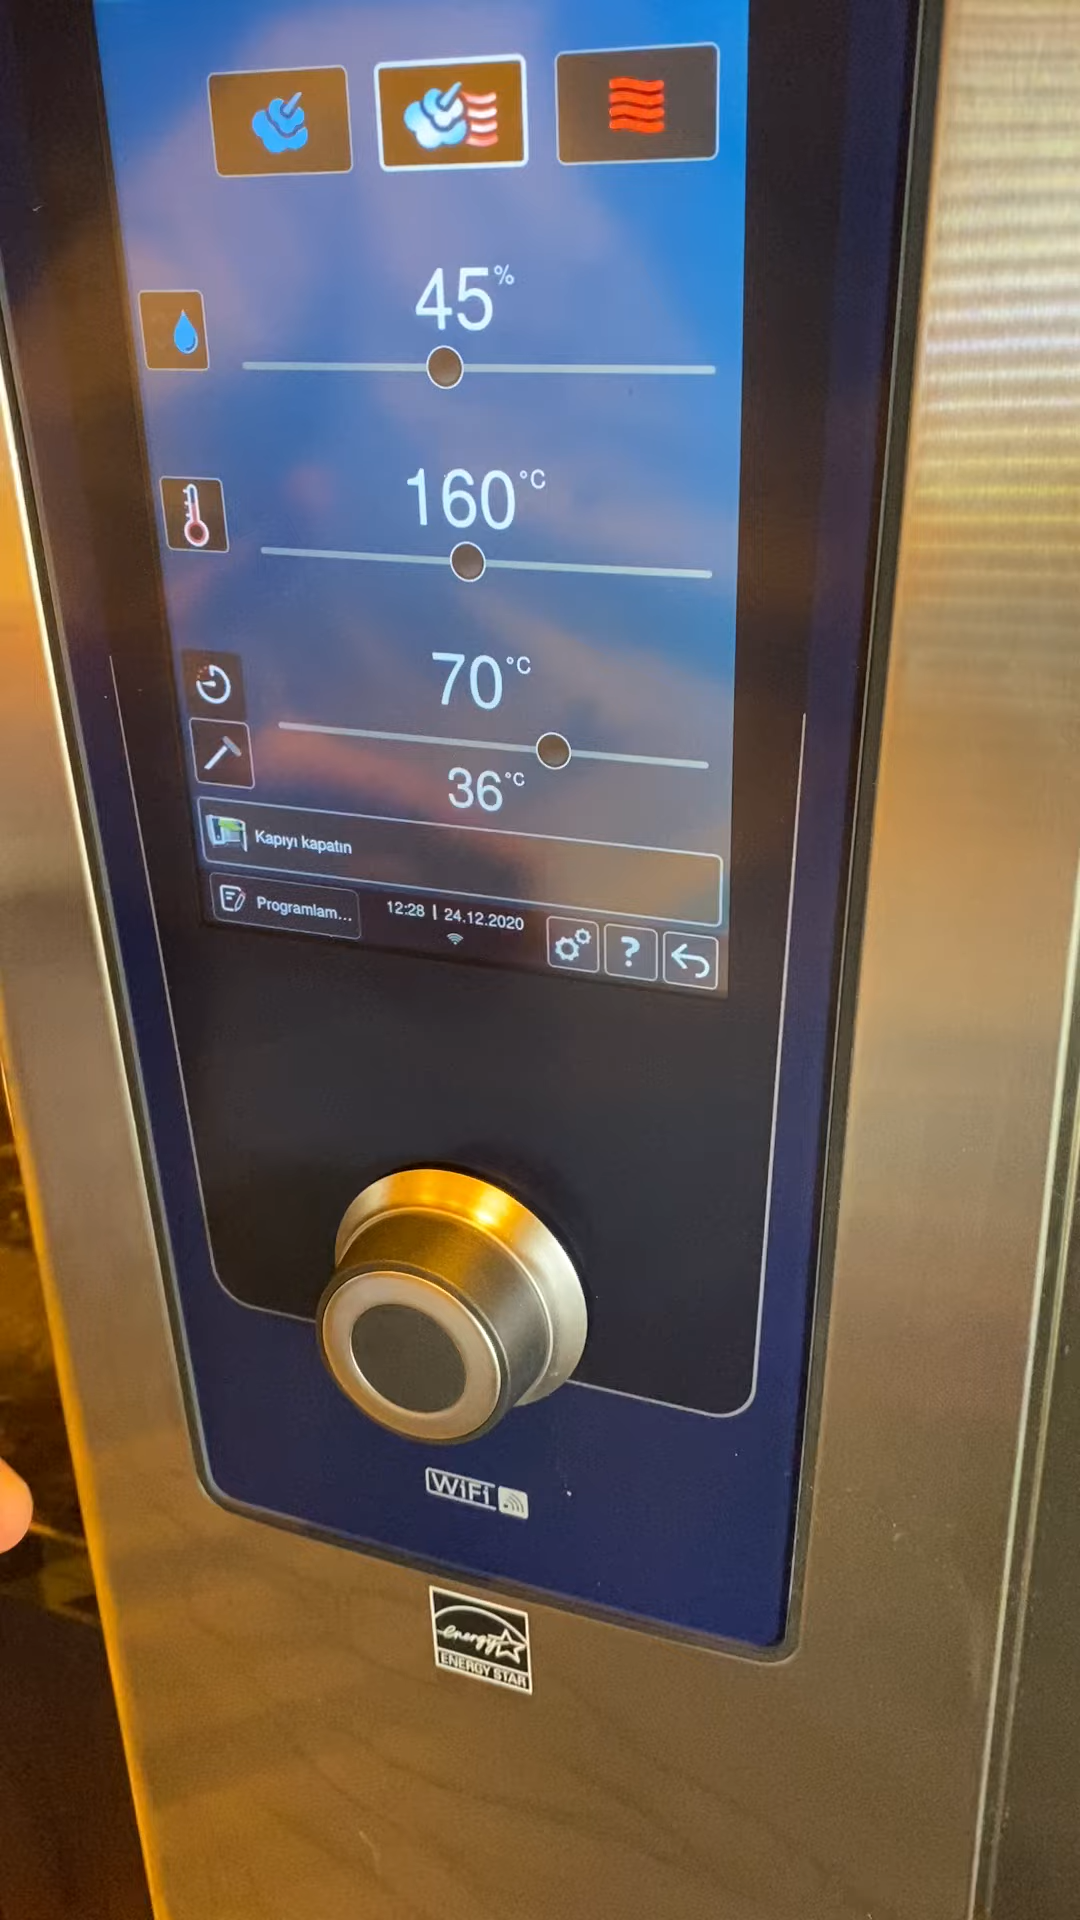 45%
160°C
70°C
36°C
Kapıyı kapatın
Programlam...
12:28 | 24.12.2020
?
WiFi
energy
ENERGY STAR